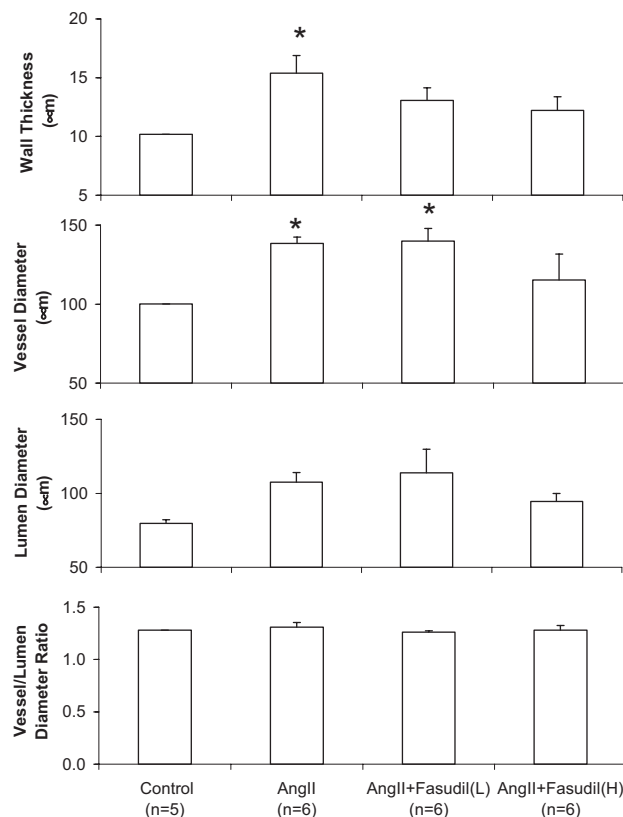 Wall Thickness
(∝m)
20
15
10
5
*
Vessel Diameter
(∝m)
150
100
50
*
*
Lumen Diameter
(∝m)
150
100
50
Vessel/Lumen
Diameter Ratio
1.5
1.0
0.5
0.0
Control
(n=5)
AngII
(n=6)
AngII+Fasudil(L)
(n=6)
AngII+Fasudil(H)
(n=6)